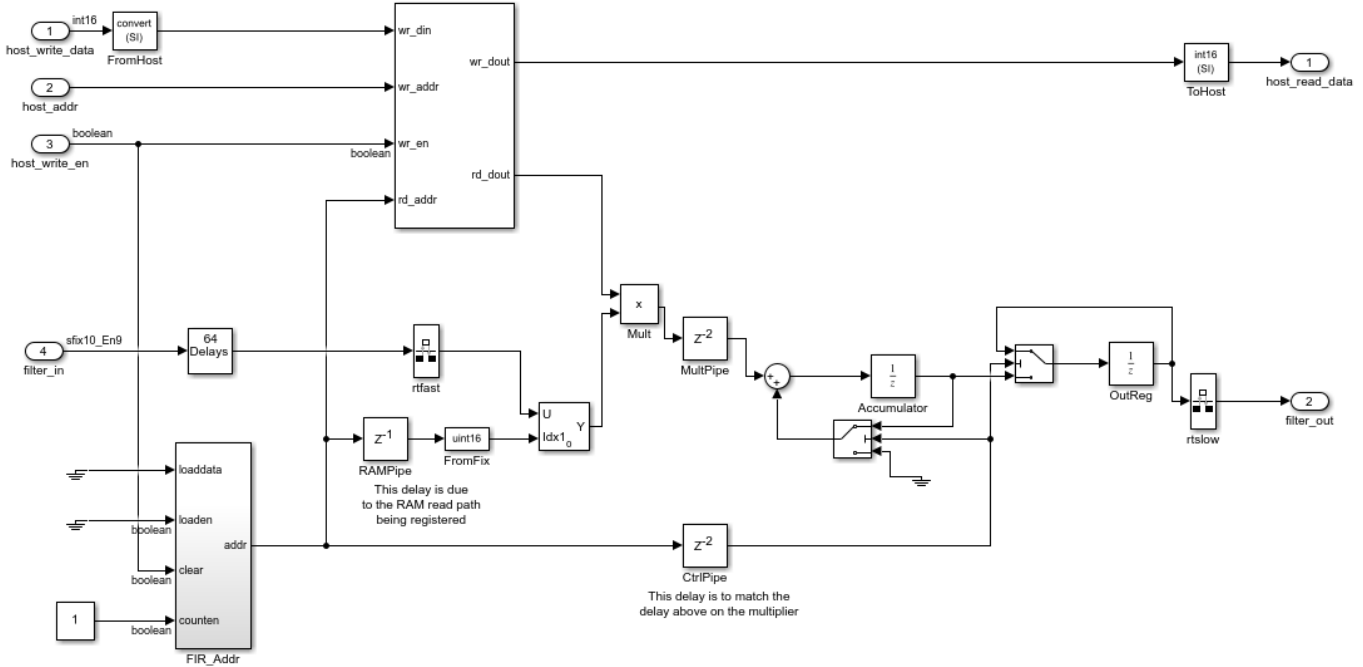 1
int16
host_write_data
convert
(SI)
FromHost
wr_din
wr_dout
int16
(SI)
ToHost
1
host_read_data
2
host_addr
wr_addr
3
boolean
host_write_en
boolean
wr_en
rd_dout
rd_addr
4
sfix10_En9
filter_in
64
Delays
rtfast
x
Mult
Z-2
MultPipe
+
+
1
z
Accumulator
1
z
OutReg
rtslow
2
filter_out
U
Idx1
0
Y
Z-1
RAMPipe
uint16
FromFix
This delay is due
to the RAM read path
being registered
loaddata
loaden
boolean
addr
clear
boolean
1
counten
boolean
FIR_Addr
Z-2
CtrlPipe
This delay is to match the
delay above on the multiplier